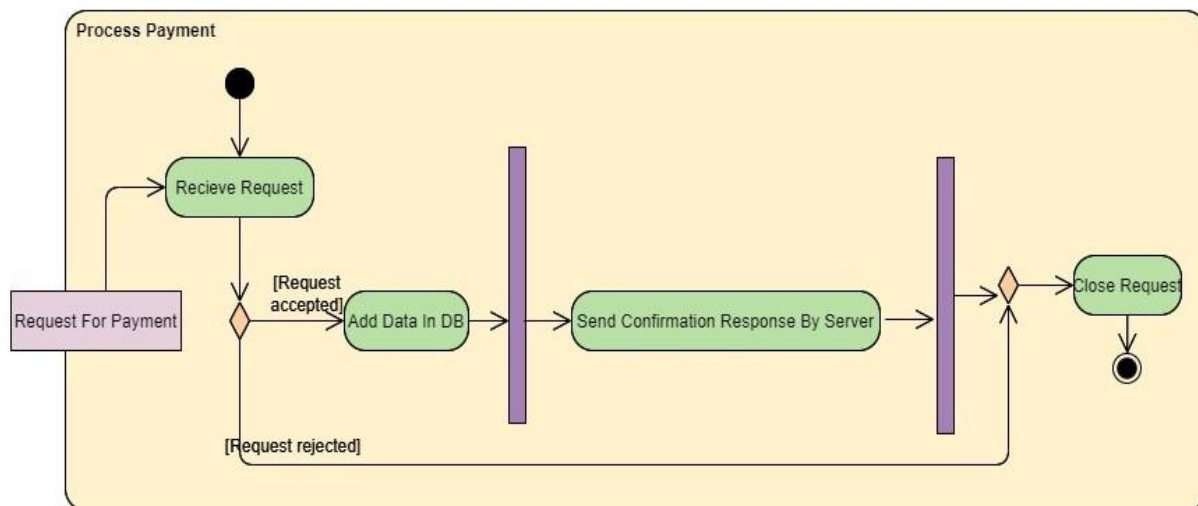 Process Payment
Recieve Request
[Request
accepted]
Request For Payment
Add Data In DB
Send Confirmation Response By Server
Close Request
[Request rejected]